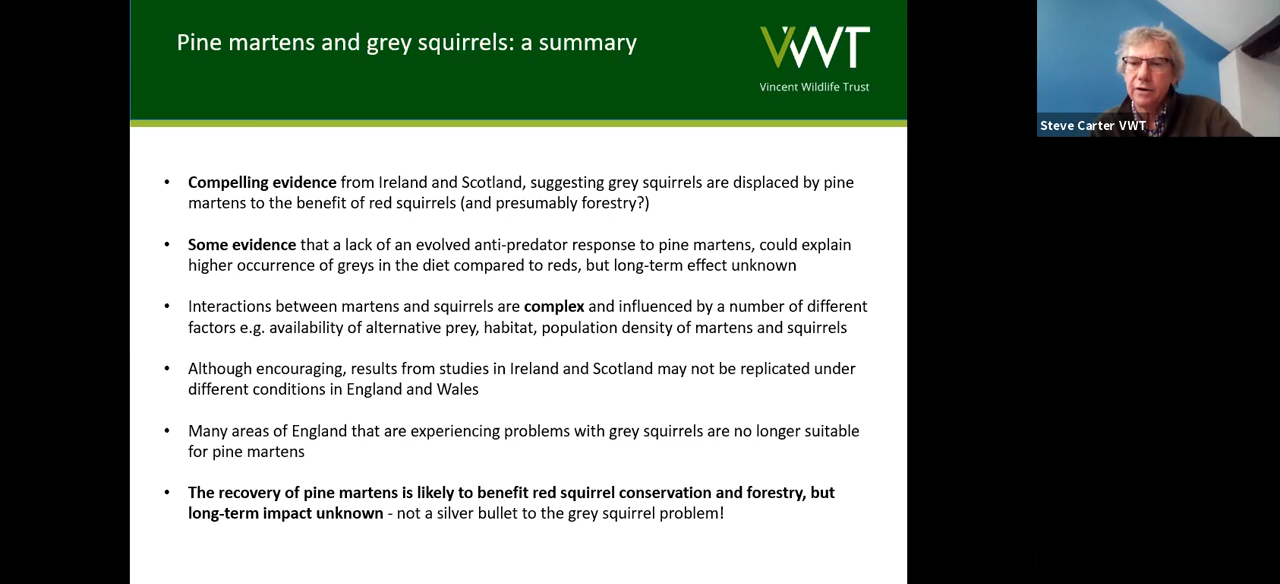 Pine martens and grey squirrels: a summary
VWT
Vincent Wildlife Trust
Steve Carter VWT
• Compelling evidence from Ireland and Scotland, suggesting grey squirrels are displaced by pine
martens to the benefit of red squirrels (and presumably forestry?)
• Some evidence that a lack of an evolved anti-predator response to pine martens, could explain
higher occurrence of greys in the diet compared to reds, but long-term effect unknown
• Interactions between martens and squirrels are complex and influenced by a number of different
factors e.g. availability of alternative prey, habitat, population density of martens and squirrels
• Although encouraging, results from studies in Ireland and Scotland may not be replicated under
different conditions in England and Wales
• Many areas of England that are experiencing problems with grey squirrels are no longer suitable
for pine martens
• The recovery of pine martens is likely to benefit red squirrel conservation and forestry, but
long-term impact unknown - not a silver bullet to the grey squirrel problem!